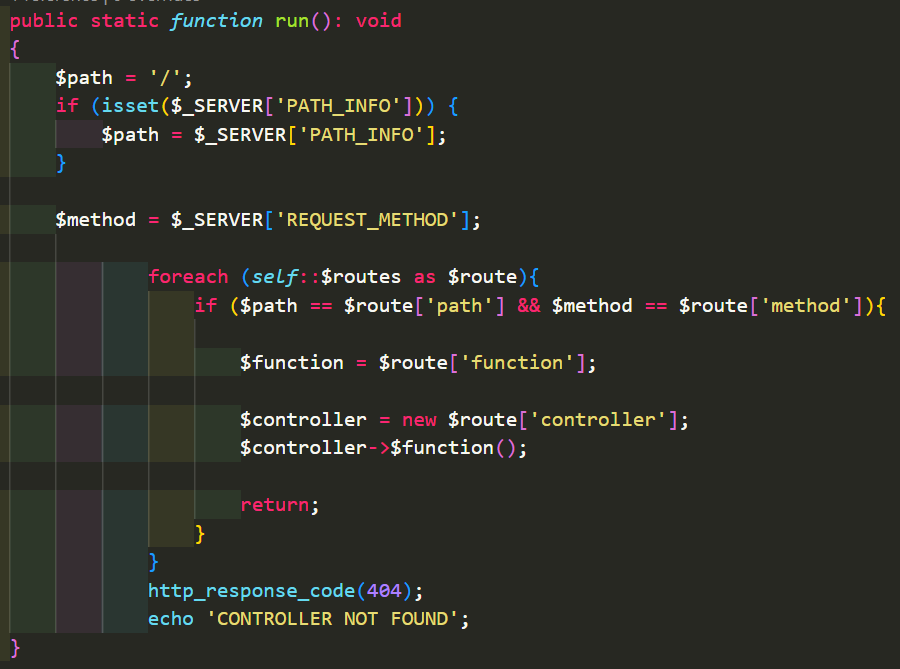 public static function run(): void
{
    $path = '/';
    if (isset($_SERVER['PATH_INFO'])) {
        $path = $_SERVER['PATH_INFO'];
    }

    $method = $_SERVER['REQUEST_METHOD'];

            foreach (self::$routes as $route){
                if ($path == $route['path'] && $method == $route['method']){

                    $function = $route['function'];

                    $controller = new $route['controller'];
                    $controller->$function();

                    return;
                }
            }
            http_response_code(404);
            echo 'CONTROLLER NOT FOUND';
}